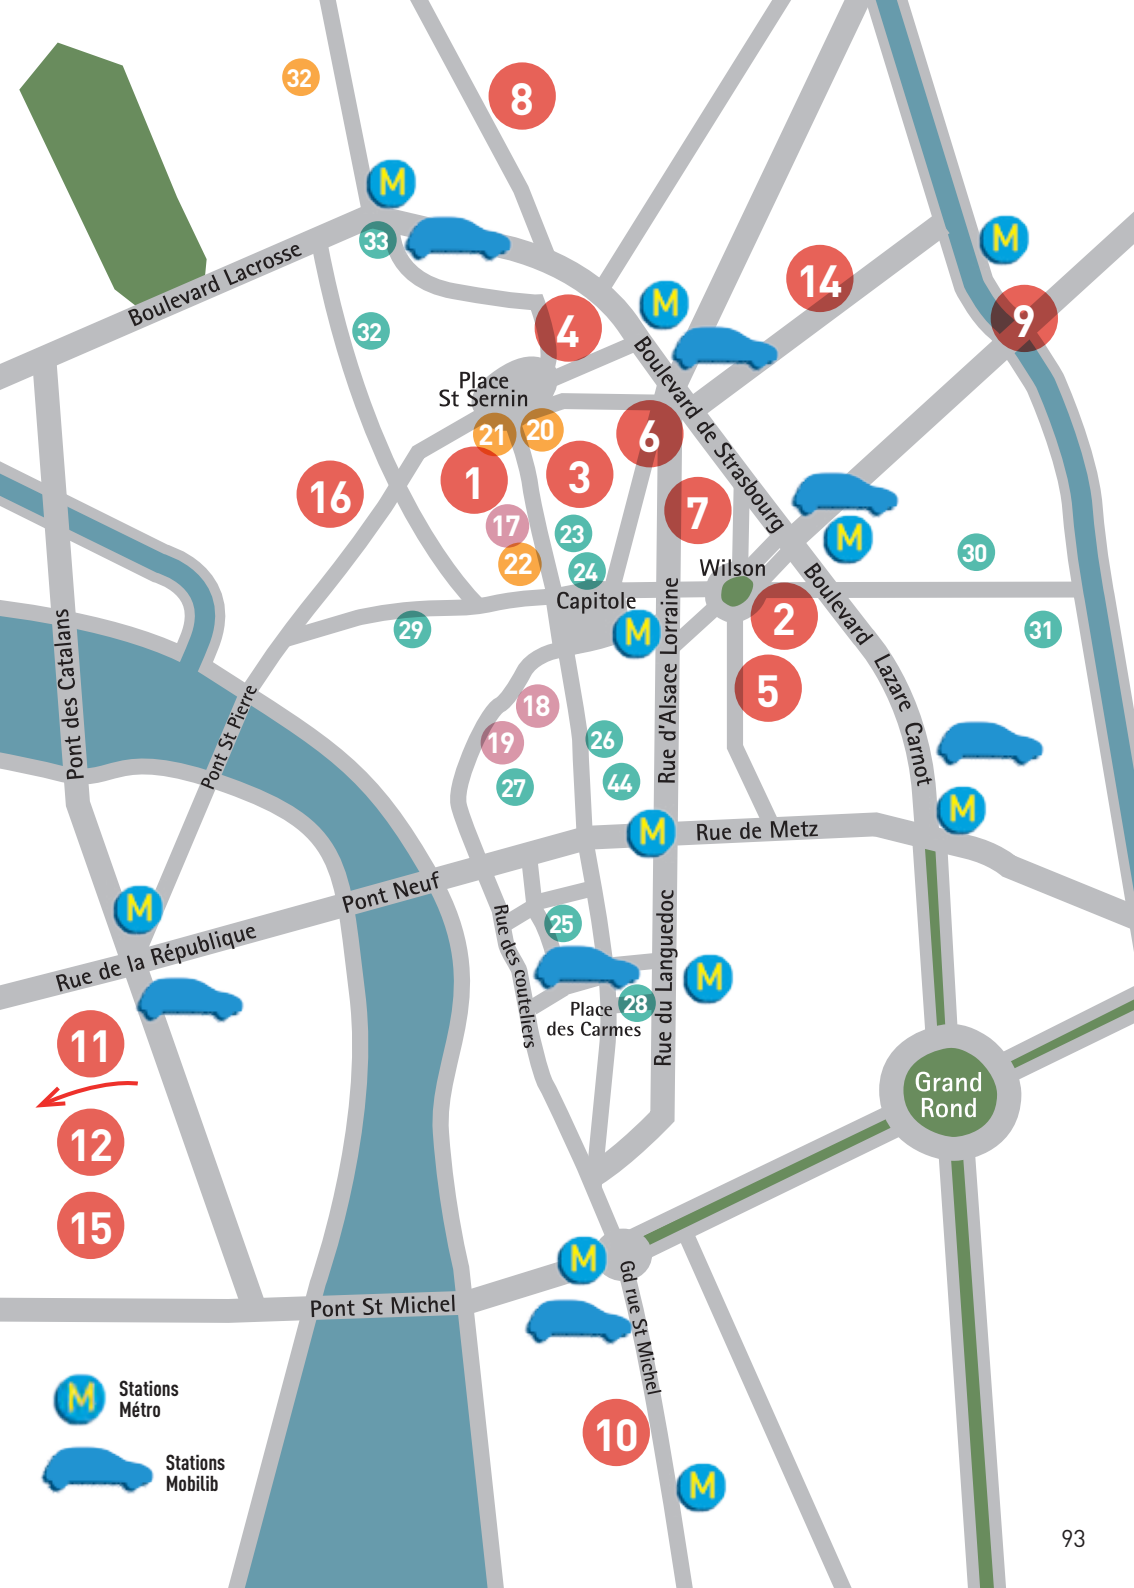 32
8
M
33
Boulevard Lacrosse
M
14
M
9
32
4
M
Boulevard de Strasbourg
Place
St Sernin
21
20
6
16
1
3
7
17
23
22
24
M
30
Wilson
Capitole
Boulevard Lazare Carnot
29
M
2
31
Pont des Catalans
Pont St Pierre
Rue d'Alsace Lorraine
5
18
19
26
27
44
M
M
Rue de Metz
Pont Neuf
M
Rue de la République
Rue des couteliers
25
Rue du Languedoc
M
28
Place
des Carmes
11
12
15
Grand
Rond
M
Pont St Michel
Gd rue St Michel
10
M
M
Stations
Métro
Stations
Mobilib
93